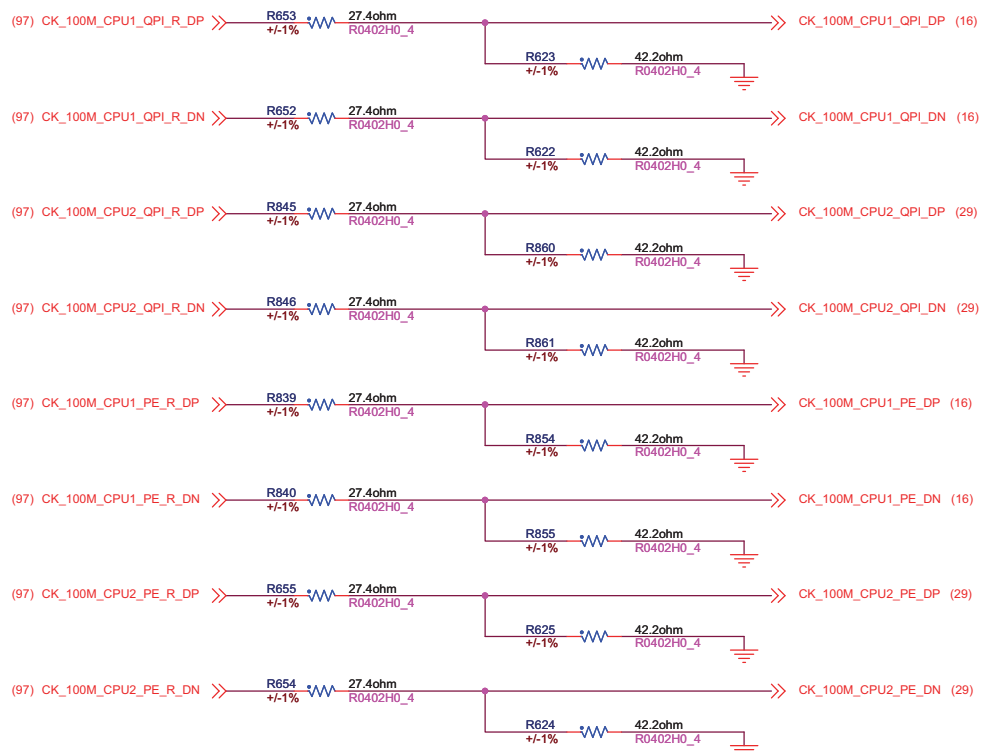 (97) CK_100M_CPU1_QPI_R_DP R653 27.4ohm CK_100M_CPU1_QPI_DP (16)
+/-1% R0402H0_4
R623 42.2ohm
+/-1% R0402H0_4
(97) CK_100M_CPU1_QPI_R_DN R652 27.4ohm CK_100M_CPU1_QPI_DN (16)
+/-1% R0402H0_4
R622 42.2ohm
+/-1% R0402H0_4
(97) CK_100M_CPU2_QPI_R_DP R845 27.4ohm CK_100M_CPU2_QPI_DP (29)
+/-1% R0402H0_4
R860 42.2ohm
+/-1% R0402H0_4
(97) CK_100M_CPU2_QPI_R_DN R846 27.4ohm CK_100M_CPU2_QPI_DN (29)
+/-1% R0402H0_4
R861 42.2ohm
+/-1% R0402H0_4
(97) CK_100M_CPU1_PE_R_DP R839 27.4ohm CK_100M_CPU1_PE_DP (16)
+/-1% R0402H0_4
R854 42.2ohm
+/-1% R0402H0_4
(97) CK_100M_CPU1_PE_R_DN R840 27.4ohm CK_100M_CPU1_PE_DN (16)
+/-1% R0402H0_4
R855 42.2ohm
+/-1% R0402H0_4
(97) CK_100M_CPU2_PE_R_DP R655 27.4ohm CK_100M_CPU2_PE_DP (29)
+/-1% R0402H0_4
R625 42.2ohm
+/-1% R0402H0_4
(97) CK_100M_CPU2_PE_R_DN R654 27.4ohm CK_100M_CPU2_PE_DN (29)
+/-1% R0402H0_4
R624 42.2ohm
+/-1% R0402H0_4